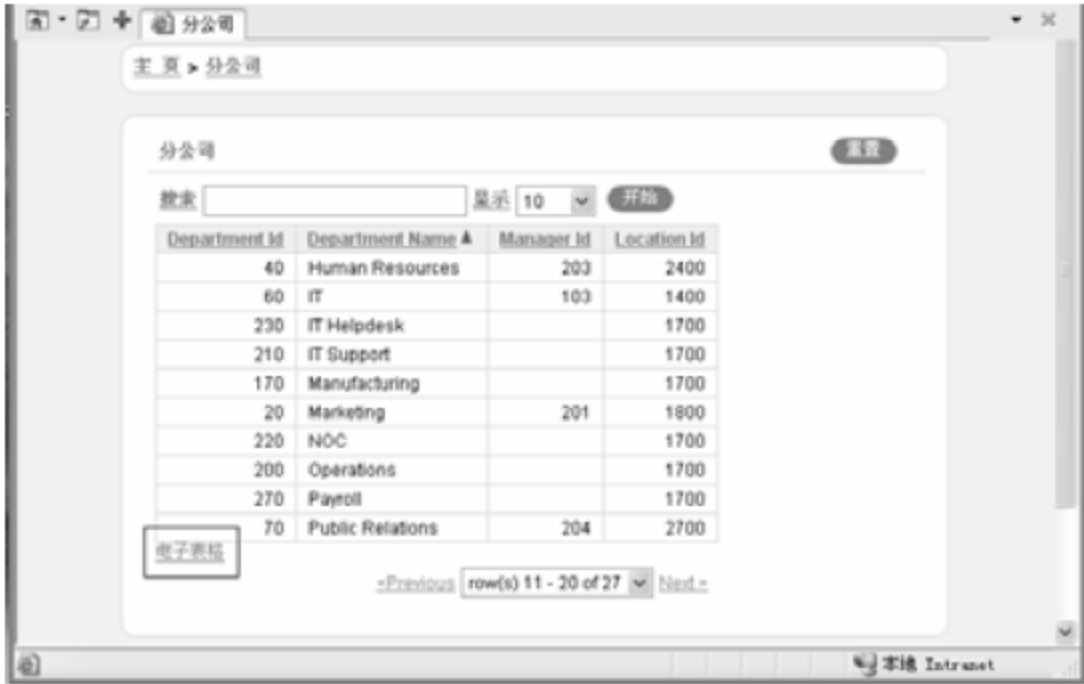 分公司
主 页 > 分公司
分公司 重置
搜索 显示 10 开始
Department Id Department Name ▲ Manager Id Location Id
40 Human Resources 203 2400
60 IT 103 1400
230 IT Helpdesk 1700
210 IT Support 1700
170 Manufacturing 1700
20 Marketing 201 1800
220 NOC 1700
200 Operations 1700
270 Payroll 1700
70 Public Relations 204 2700
电子表格
<Previous row(s) 11 - 20 of 27 Next >
本地 Intranet